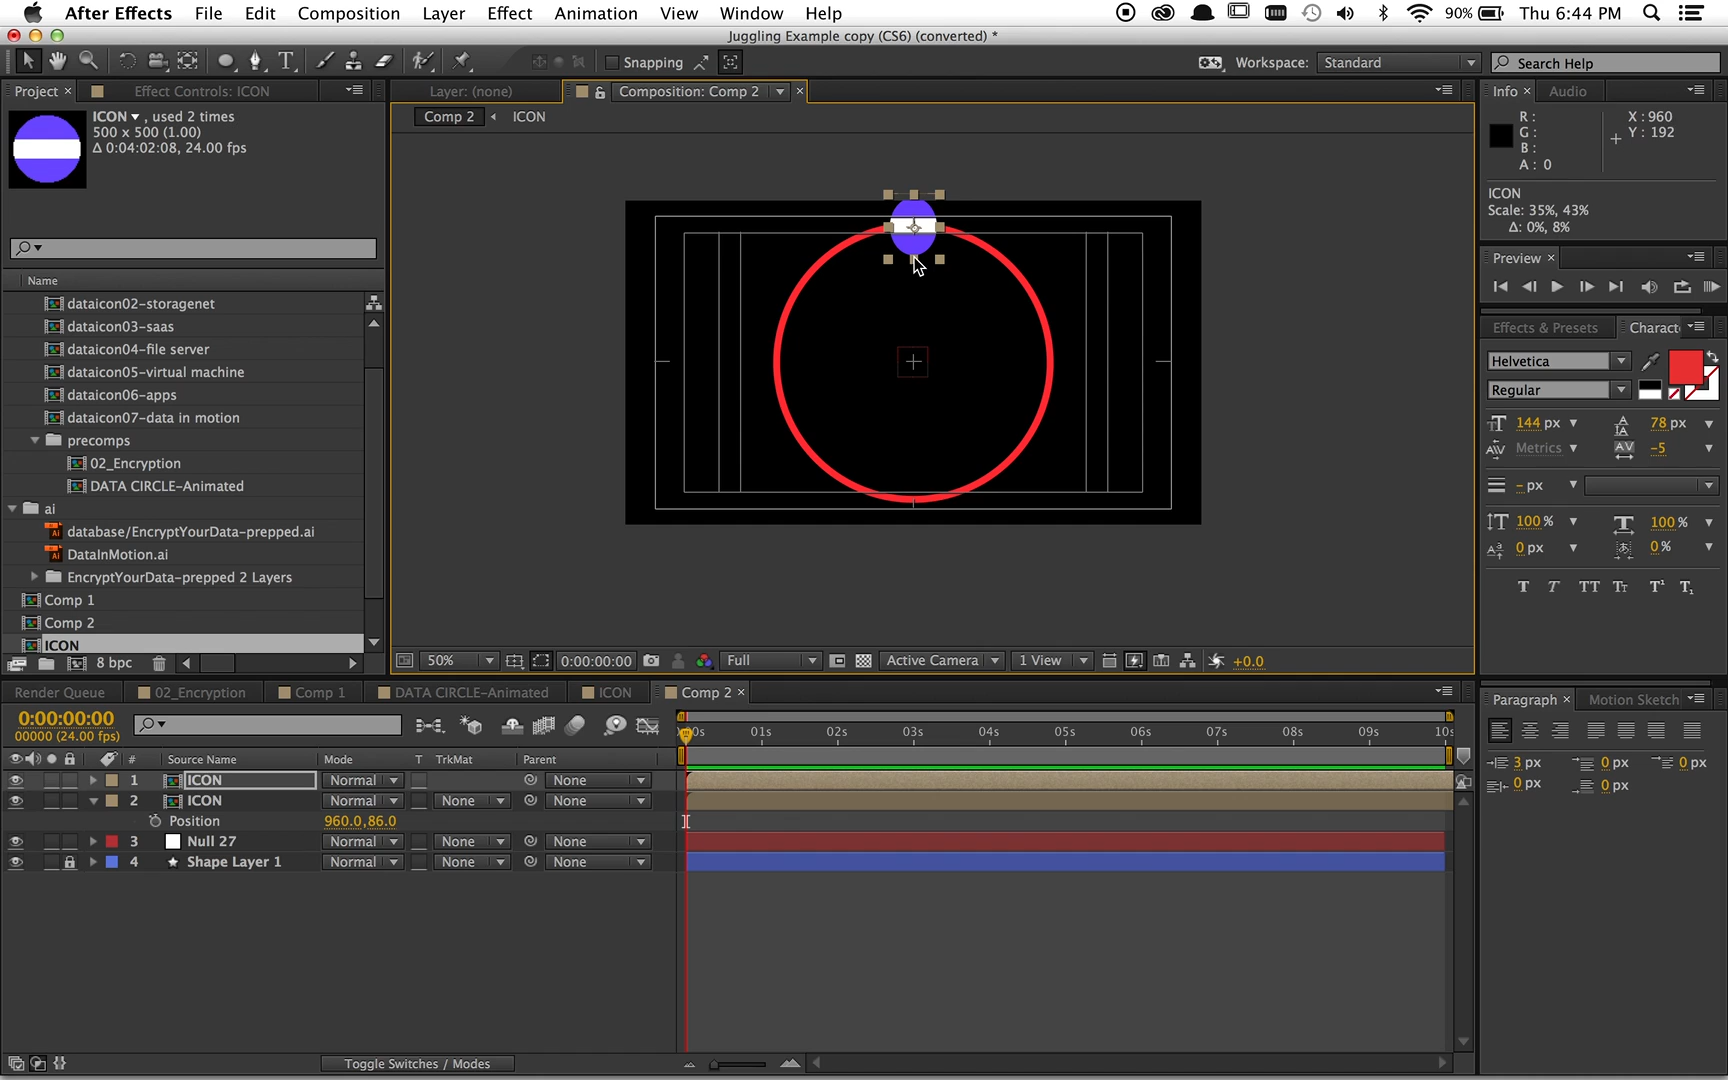 After Effects File Edit Composition Layer Effect Animation View Window Help 90% Thu 6:44 PM
Juggling Example copy (CS6) (converted) *
Snapping Workspace: Standard Search Help
Project × Effect Controls: ICON Layer: (none) Composition: Comp 2 × Info × Audio
ICON , used 2 times
500 x 500 (1.00)
Δ 0:04:02:08, 24.00 fps
Comp 2 ICON
R :
G :
B :
A : 0
X : 960
Y : 192
ICON
Scale: 35%, 43%
Δ: 0%, 8%
Name
dataicon02-storagenet
dataicon03-saas
dataicon04-file server
dataicon05-virtual machine
dataicon06-apps
dataicon07-data in motion
precomps
02_Encryption
DATA CIRCLE-Animated
ai
database/EncryptYourData-prepped.ai
DataInMotion.ai
EncryptYourData-prepped 2 Layers
Comp 1
Comp 2
ICON
8 bpc
50% 0:00:00:00 Full Active Camera 1 View +0.0
Preview ×
Effects & Presets Charact
Helvetica
Regular
144 px 78 px
Metrics -5
- px
100 % 100 %
0 px 0 %
T T TT Tr T¹ T₁
Render Queue 02_Encryption Comp 1 DATA CIRCLE-Animated ICON Comp 2 ×
0:00:00:00
00000 (24.00 fps)
00s 01s 02s 03s 04s 05s 06s 07s 08s 09s 10s
# Source Name Mode T TrkMat Parent
1 ICON Normal None
2 ICON Normal None None
Position 960.0,86.0
3 Null 27 Normal None None
4 Shape Layer 1 Normal None None
Toggle Switches / Modes
Paragraph × Motion Sketch
3 px 0 px 0 px
0 px 0 px